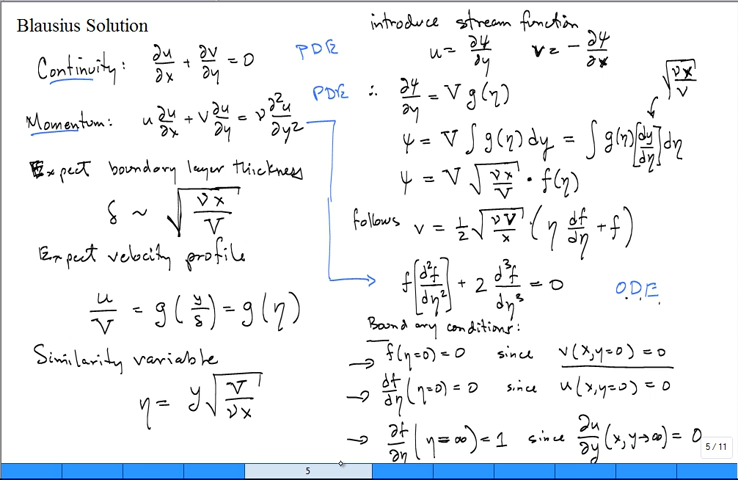 Blausius Solution
Continuity: ∂u/∂x + ∂v/∂y = 0 PDE
Momentum: u ∂u/∂x + v ∂u/∂y = ν ∂²u/∂y² PDE
Expect boundary layer thickness
δ ~ √(νx/V)
Expect velocity profile
u/V = g(y/δ) = g(η)
Similarity variable
η = y √(V/νx)
introduce stream function
u = ∂ψ/∂y v = - ∂ψ/∂x
∴ ∂ψ/∂y = V g(η)
√(νx/V)
ψ = V ∫ g(η) dy = ∫ g(η) [dy/dη] dη
ψ = V √(νx/V) · f(η)
follows v = 1/2 √(νV/x) · (η df/dη + f)
f [d²f/dη²] + 2 d³f/dη³ = 0 O.D.E.
Boundary conditions:
→ f(η=0) = 0 since v(x,y=0) = 0
→ df/dη (η=0) = 0 since u(x,y=0) = 0
→ ∂f/∂η (η=∞) = 1 since ∂u/∂y (x,y→∞) = 0
5 / 11
5